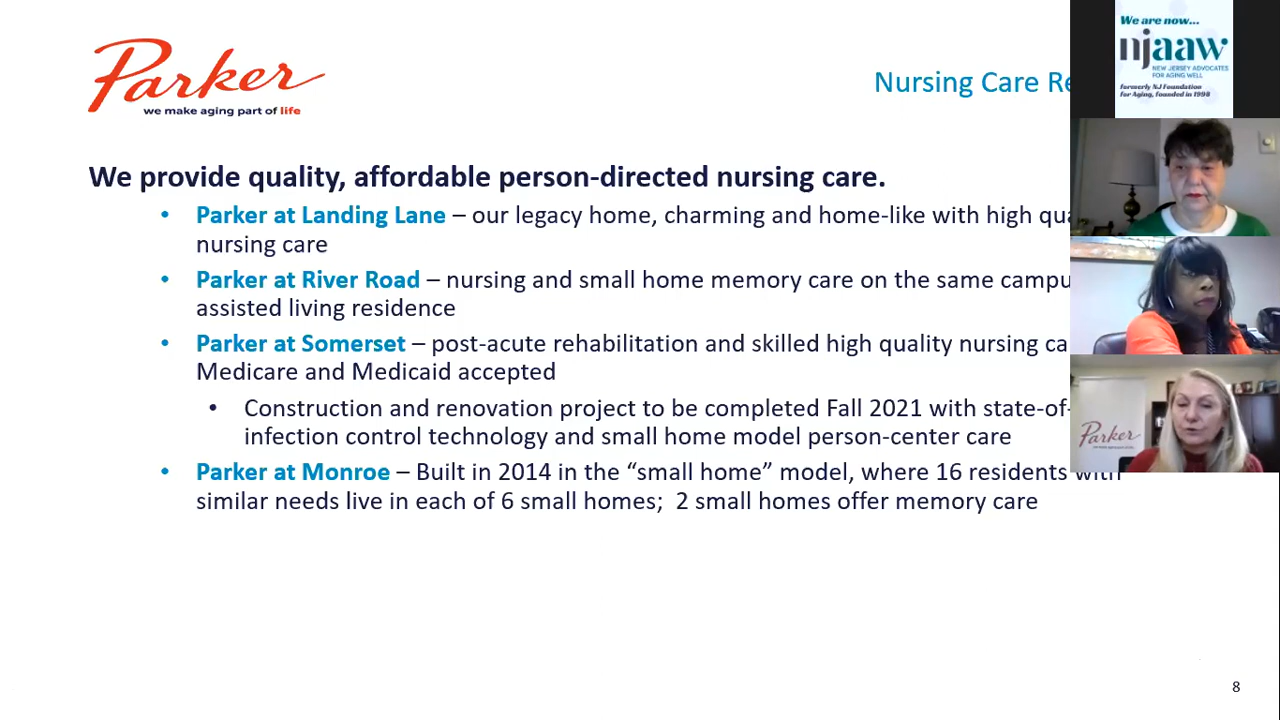 Parker
we make aging part of life
Nursing Care
We provide quality, affordable person-directed nursing care.
• Parker at Landing Lane – our legacy home, charming and home-like with high
nursing care
• Parker at River Road – nursing and small home memory care on the same
assisted living residence
• Parker at Somerset – post-acute rehabilitation and skilled high quality nursing
Medicare and Medicaid accepted
• Construction and renovation project to be completed Fall 2021 with state-of-
infection control technology and small home model person-center care
• Parker at Monroe – Built in 2014 in the “small home” model, where 16 residents with
similar needs live in each of 6 small homes;  2 small homes offer memory care
8
We are now...
njaaw
NEW JERSEY ADVOCATES
FOR AGING WELL
Formerly NJ Foundation
for Aging, founded in 1998
Parker